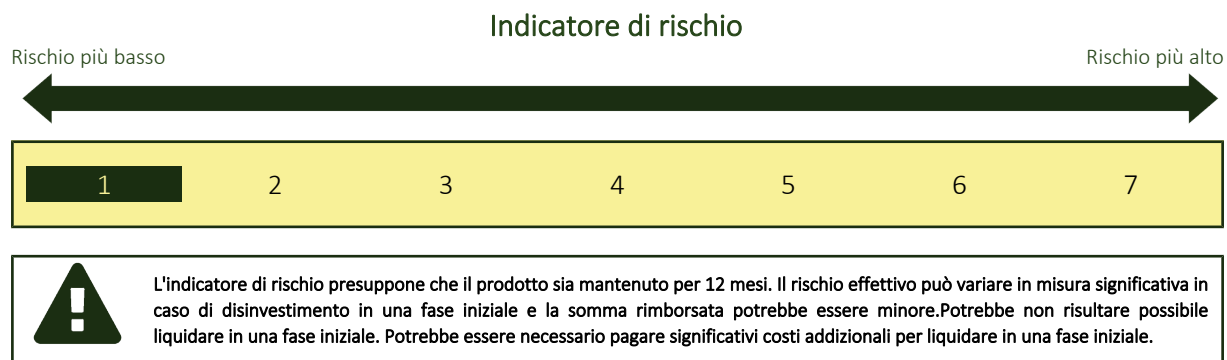 Indicatore di rischio
Rischio più basso
Rischio più alto
1 2 3 4 5 6 7
L'indicatore di rischio presuppone che il prodotto sia mantenuto per 12 mesi. Il rischio effettivo può variare in misura significativa in
caso di disinvestimento in una fase iniziale e la somma rimborsata potrebbe essere minore.Potrebbe non risultare possibile
liquidare in una fase iniziale. Potrebbe essere necessario pagare significativi costi addizionali per liquidare in una fase iniziale.